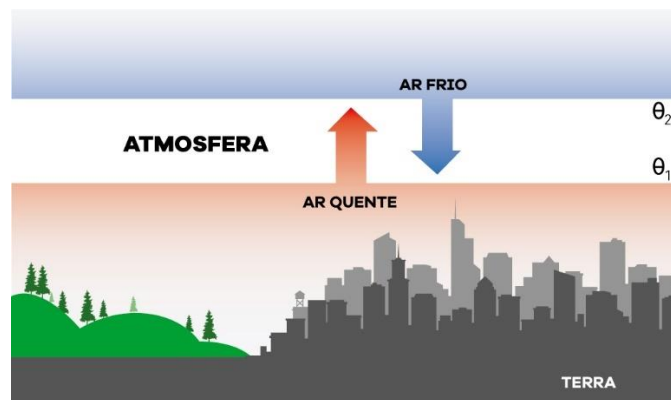 AR FRIO
θ₂
ATMOSFERA
θ₁
AR QUENTE
TERRA